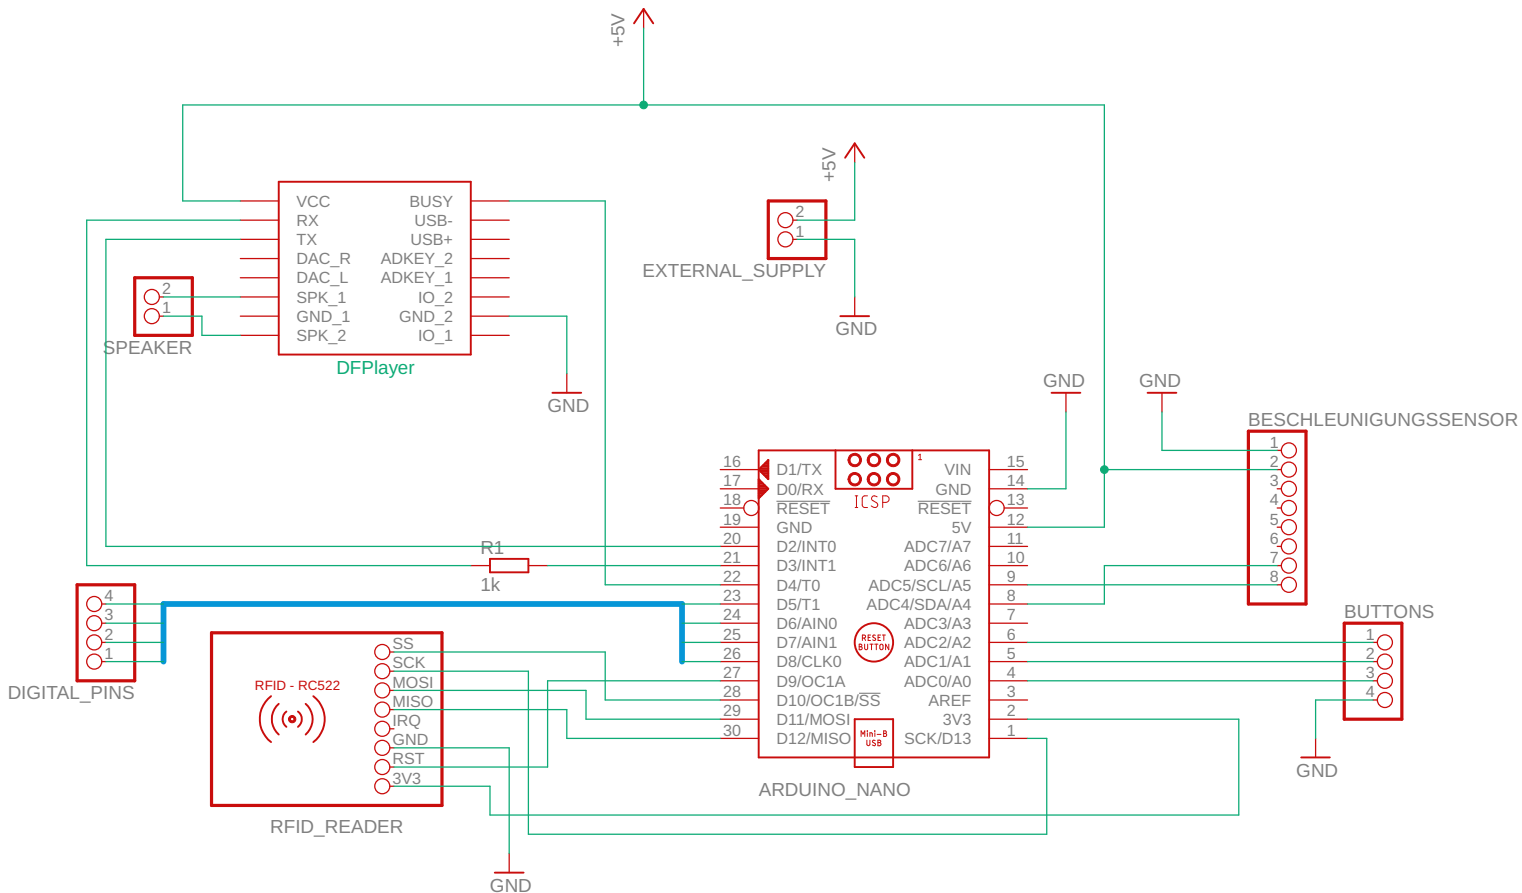 +5V
+5V
VCC
RX
TX
DAC_R
DAC_L
SPK_1
GND_1
SPK_2
BUSY
USB-
USB+
ADKEY_2
ADKEY_1
IO_2
GND_2
IO_1
DFPlayer
2
1
SPEAKER
GND
2
1
EXTERNAL_SUPPLY
GND
GND
GND
BESCHLEUNIGUNGSSENSOR
1
2
3
4
5
6
7
8
R1
1k
16 D1/TX
17 D0/RX
18 RESET
19 GND
20 D2/INT0
21 D3/INT1
22 D4/T0
23 D5/T1
24 D6/AIN0
25 D7/AIN1
26 D8/CLK0
27 D9/OC1A
28 D10/OC1B/SS
29 D11/MOSI
30 D12/MISO
1
ICSP
RESET
BUTTON
Mini-B
USB
VIN 15
GND 14
RESET 13
5V 12
ADC7/A7 11
ADC6/A6 10
ADC5/SCL/A5 9
ADC4/SDA/A4 8
ADC3/A3 7
ADC2/A2 6
ADC1/A1 5
ADC0/A0 4
AREF 3
3V3 2
SCK/D13 1
ARDUINO_NANO
BUTTONS
1
2
3
4
GND
4
3
2
1
DIGITAL_PINS
RFID - RC522
SS
SCK
MOSI
MISO
IRQ
GND
RST
3V3
RFID_READER
GND